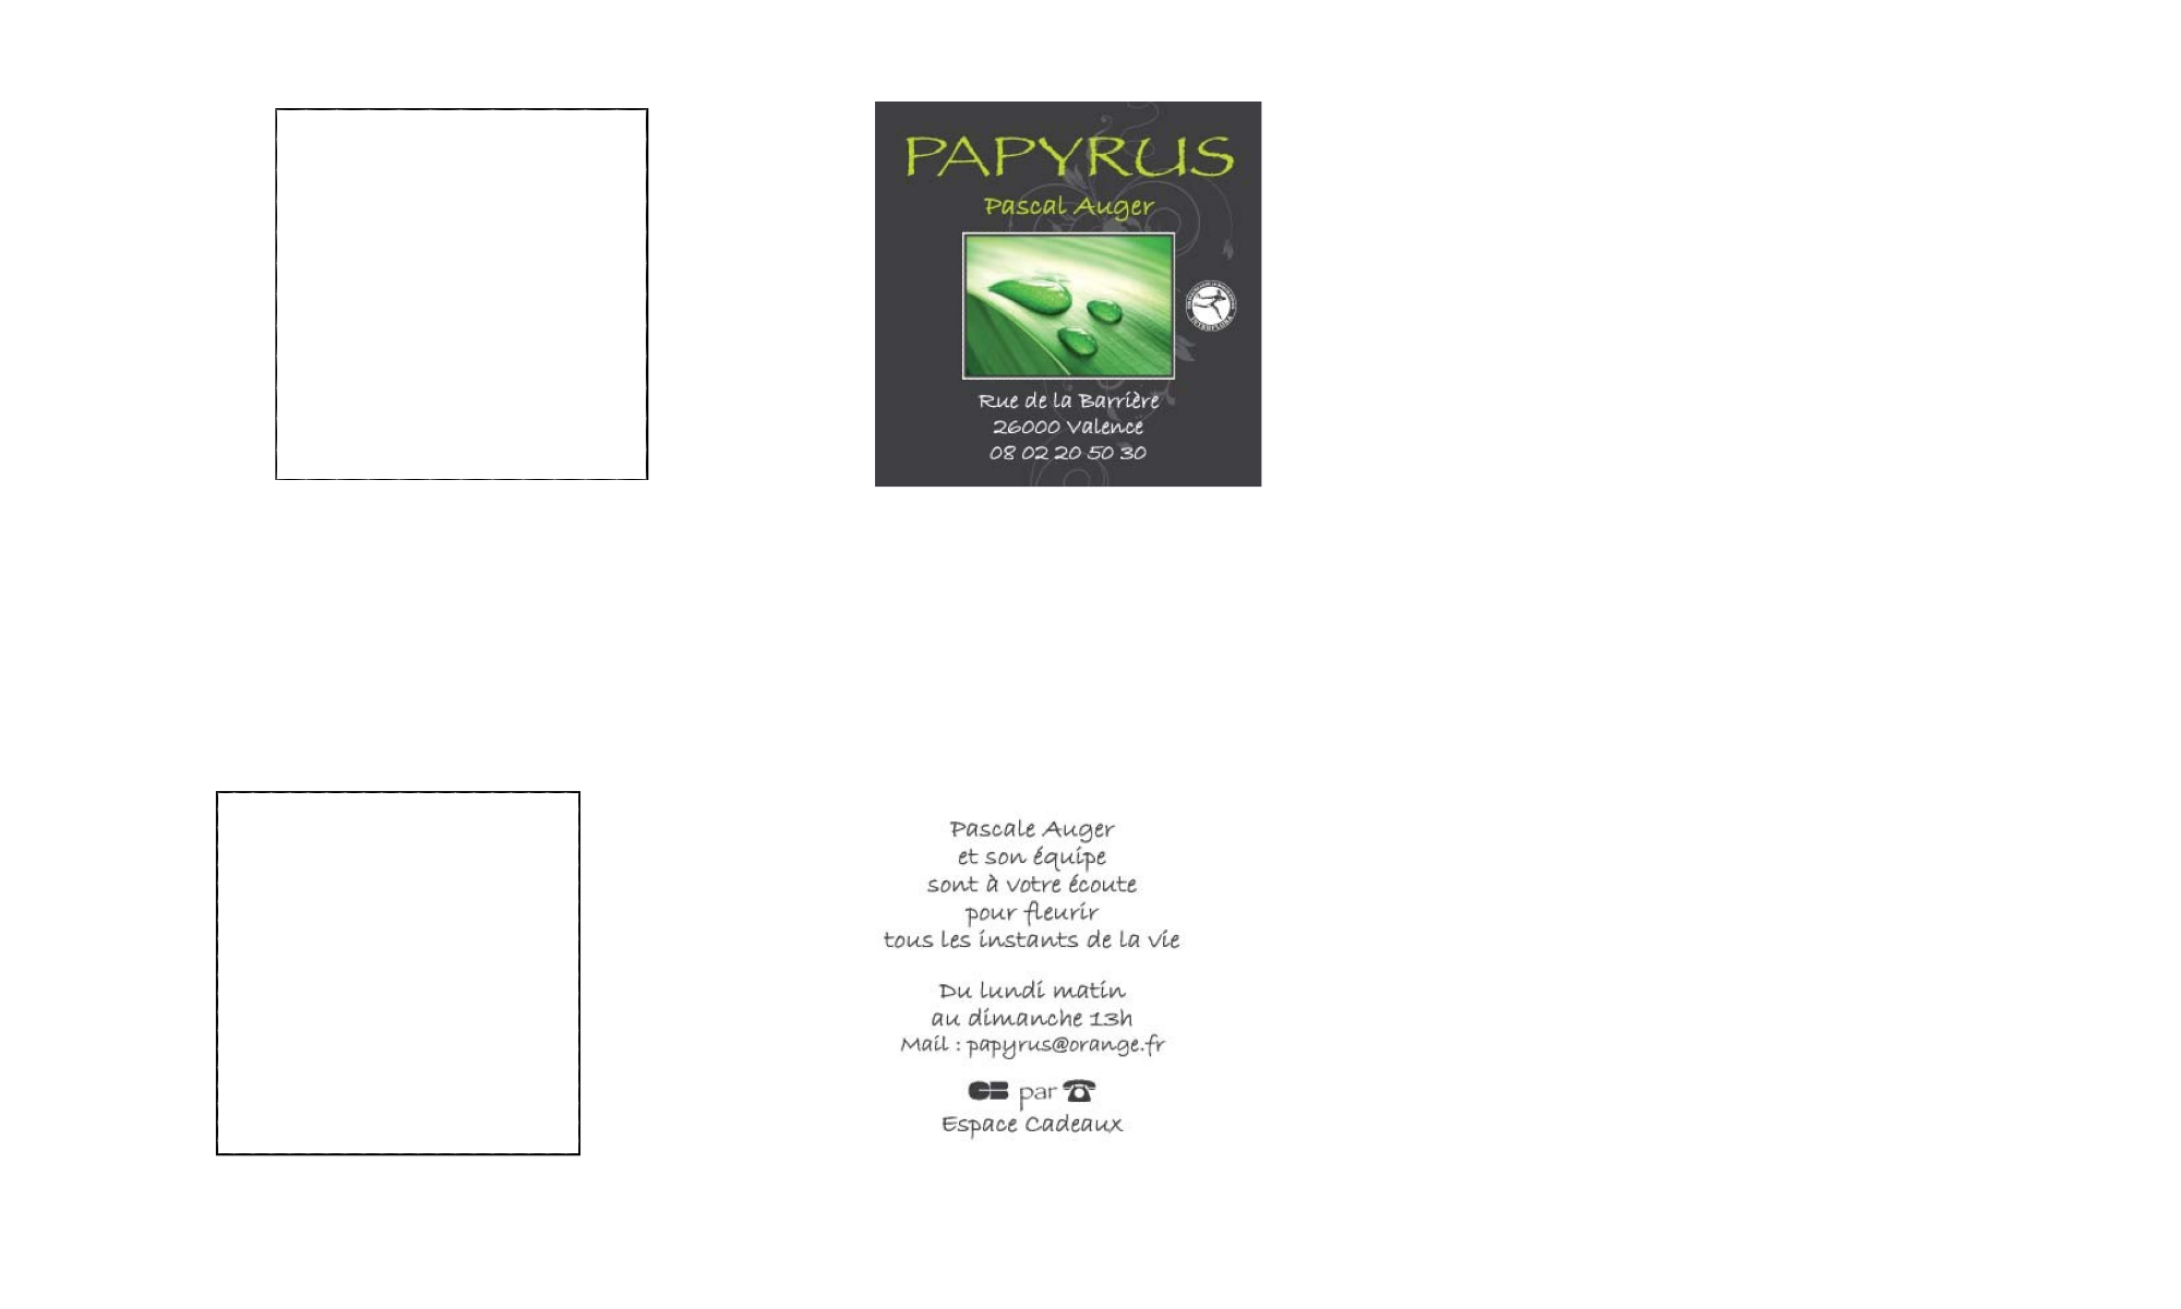 PAPYRUS
Pascal Auger
INTERFLORA
Rue de la Barrière
26000 Valence
08 02 20 50 30
Pascale Auger
et son équipe
sont à votre écoute
pour fleurir
tous les instants de la vie
Du lundi matin
au dimanche 13h
Mail : papyrus@orange.fr
CB par
Espace Cadeaux